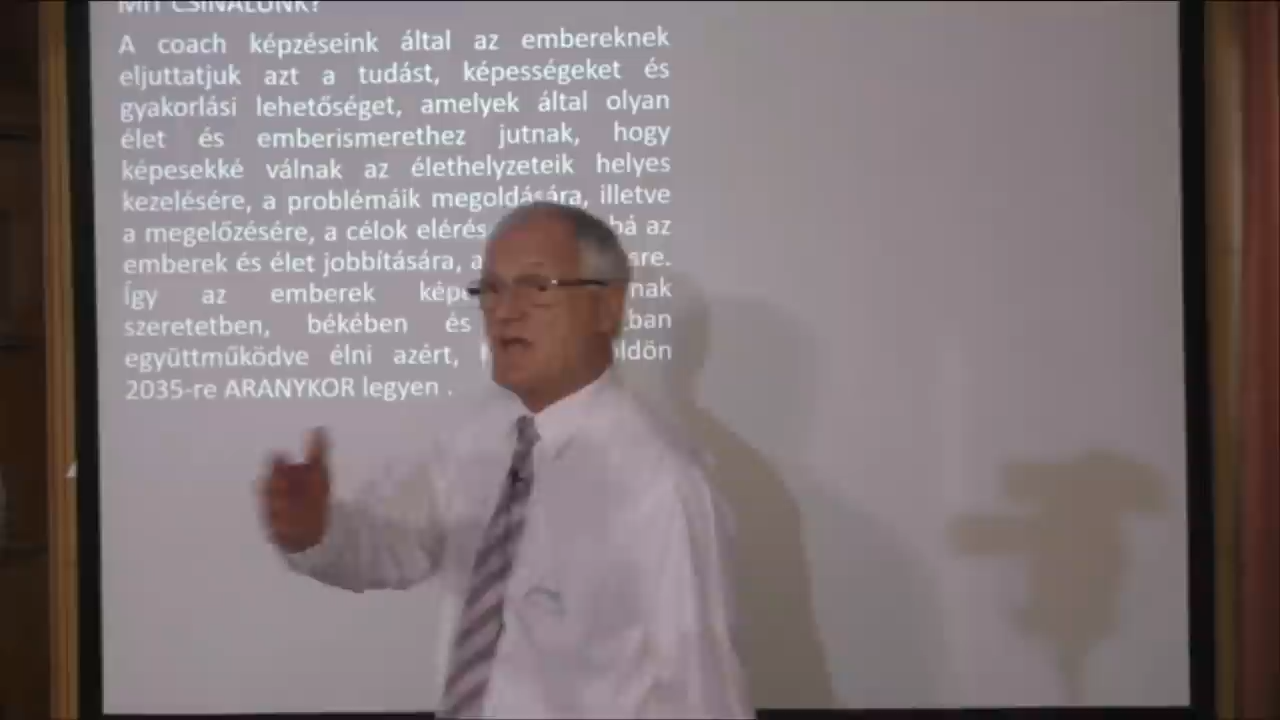 MIT CSINÁLUNK?
A coach képzéseink által az embereknek
eljuttatjuk azt a tudást, képességeket és
gyakorlási lehetőséget, amelyek által olyan
élet és emberismerethez jutnak, hogy
képesekké válnak az élethelyzeteik helyes
kezelésére, a problémáik megoldására, illetve
a megelőzésére, a célok az
emberek és élet jobbítására,
Így az emberek
szeretetben, békében és
együttműködve élni azért,
2035-re ARANYKOR legyen .